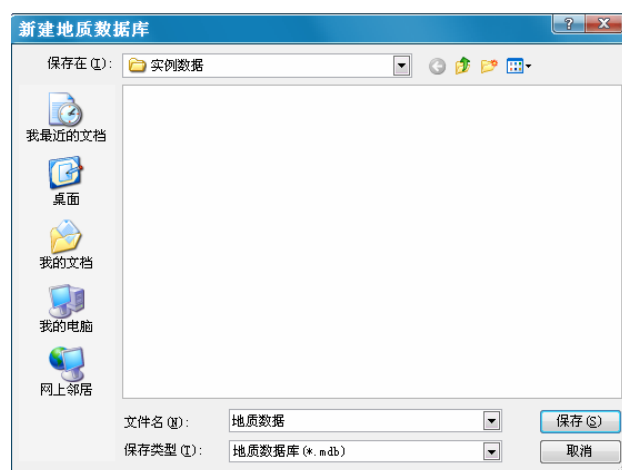 新建地质数据库
保存在(I):
实例数据
我最近的文档
桌面
我的文档
我的电脑
网上邻居
文件名(N):
地质数据
保存(S)
保存类型(T):
地质数据库(*.mdb)
取消